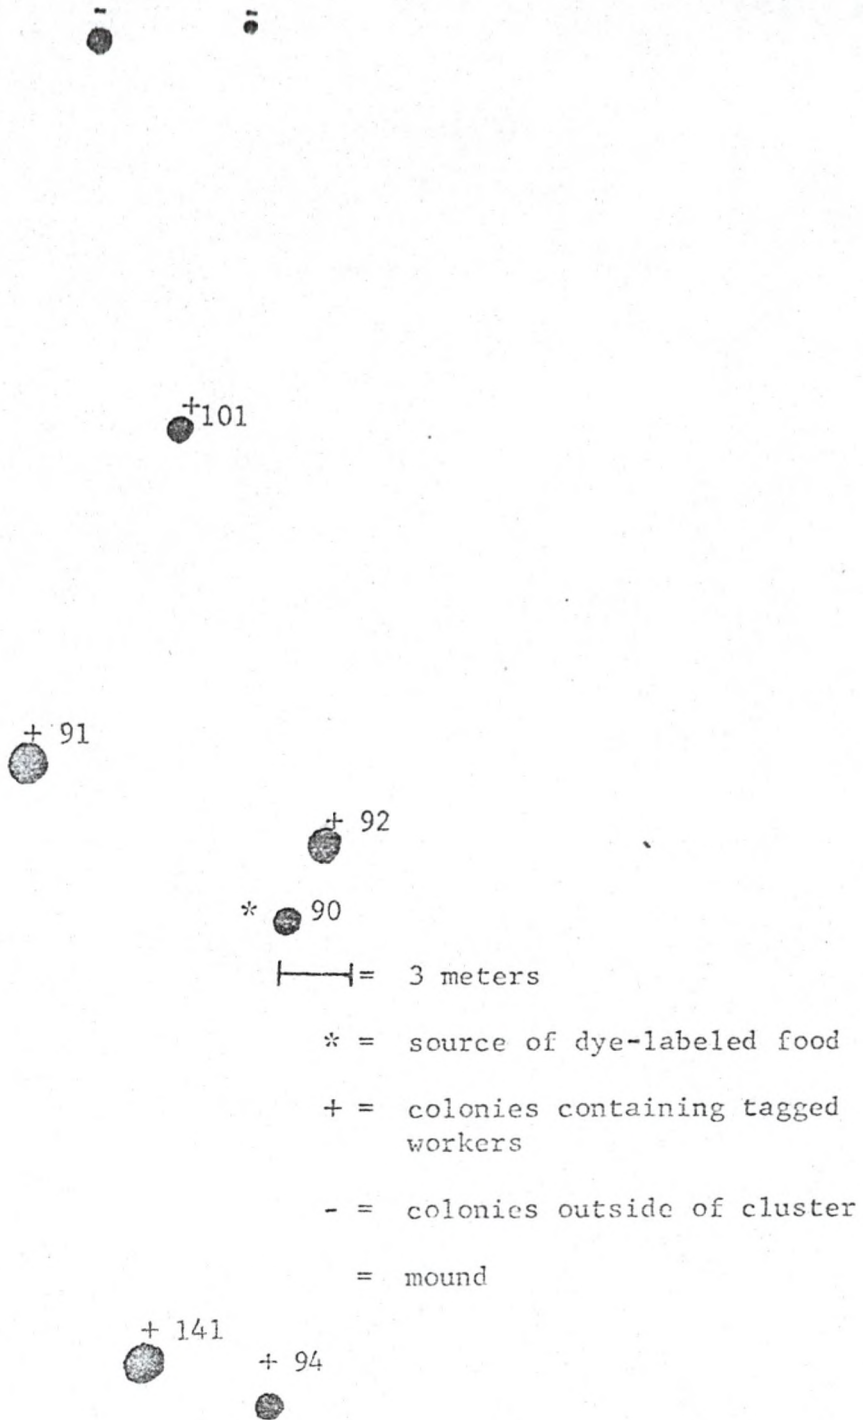 - -
+101
+ 91
+ 92
* 90
= 3 meters
* = source of dye-labeled food
+ = colonies containing tagged
workers
- = colonies outside of cluster
= mound
+ 141
+ 94